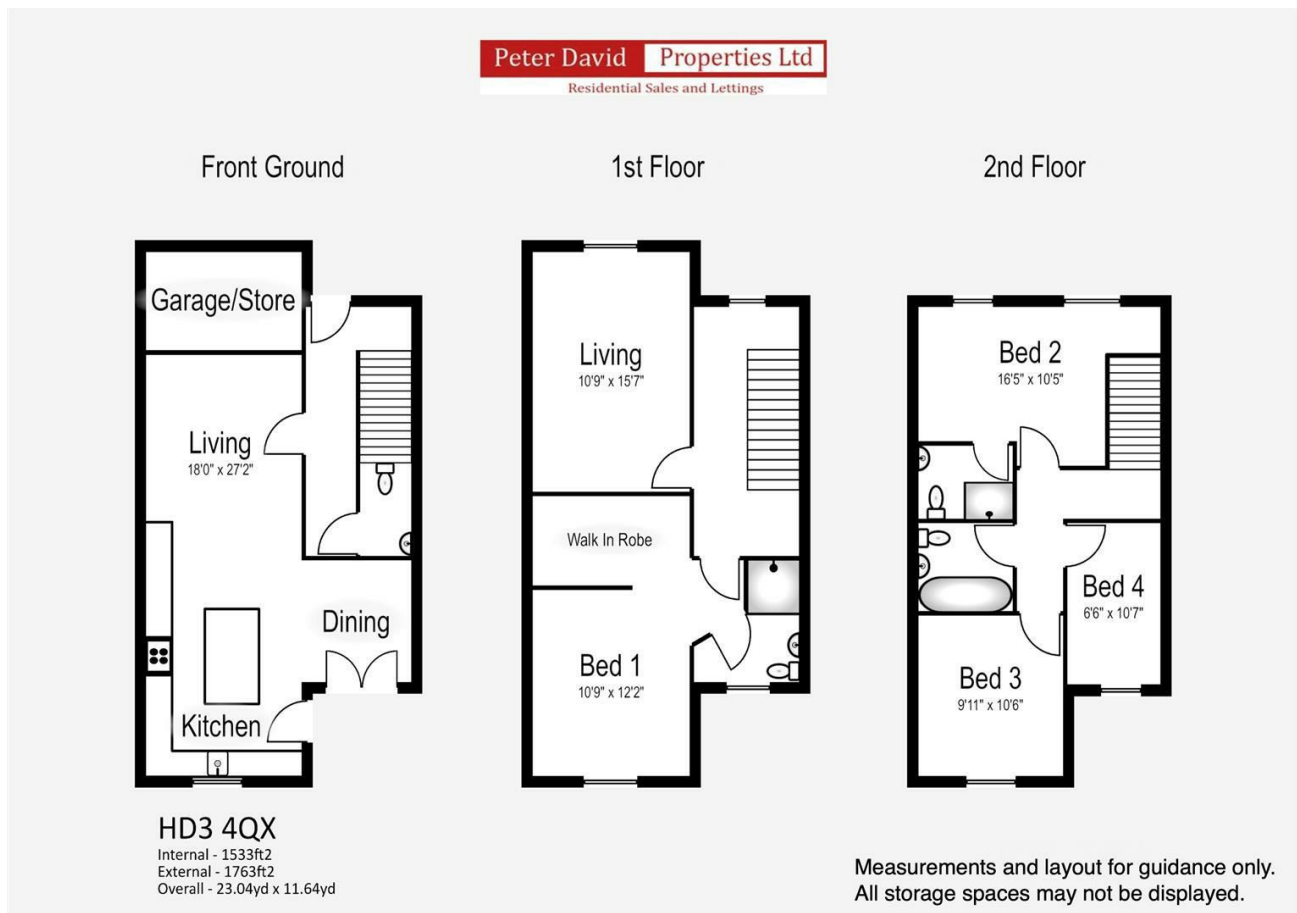 Peter David Properties Ltd
Residential Sales and Lettings
Front Ground
1st Floor
2nd Floor
Garage/Store
Living
18'0" x 27'2"
Dining
Kitchen
Living
10'9" x 15'7"
Walk In Robe
Bed 1
10'9" x 12'2"
Bed 2
16'5" x 10'5"
Bed 4
6'6" x 10'7"
Bed 3
9'11" x 10'6"
HD3 4QX
Internal - 1533ft2
External - 1763ft2
Overall - 23.04yd x 11.64yd
Measurements and layout for guidance only.
All storage spaces may not be displayed.